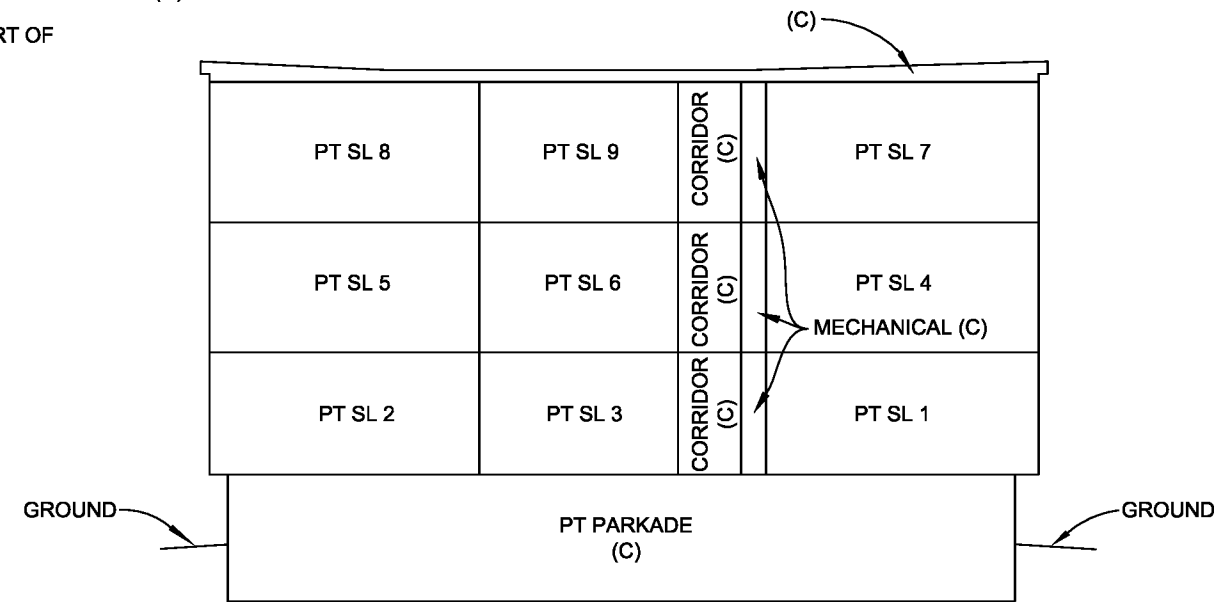 RT OF
(C)
PT SL 8
PT SL 9
CORRIDOR
(C)
PT SL 7
PT SL 5
PT SL 6
CORRIDOR
(C)
PT SL 4
MECHANICAL (C)
PT SL 2
PT SL 3
CORRIDOR
(C)
PT SL 1
GROUND
PT PARKADE
(C)
GROUND